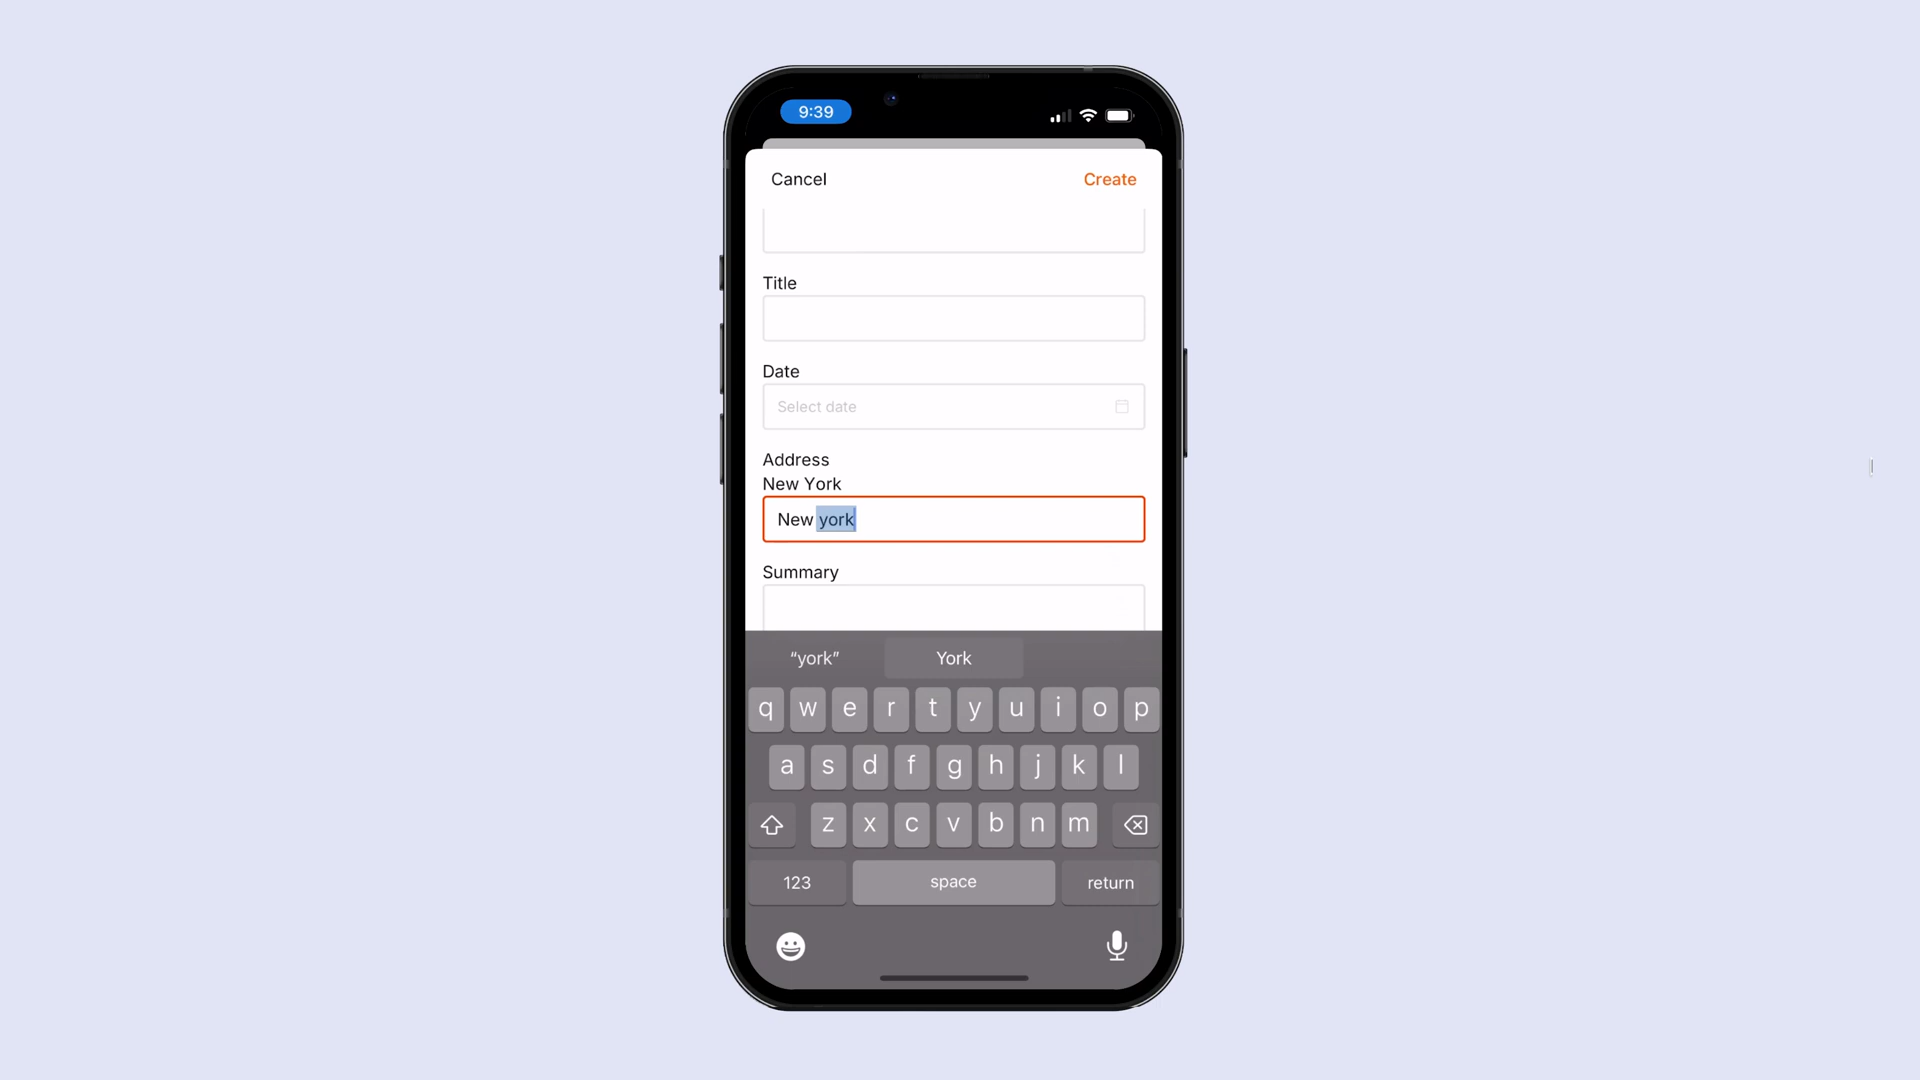 9:39
Cancel Create
Title
Date
Select date
Address
New York
New york
Summary
“york” York
q w e r t y u i o p
a s d f g h j k l
z x c v b n m
123 space return